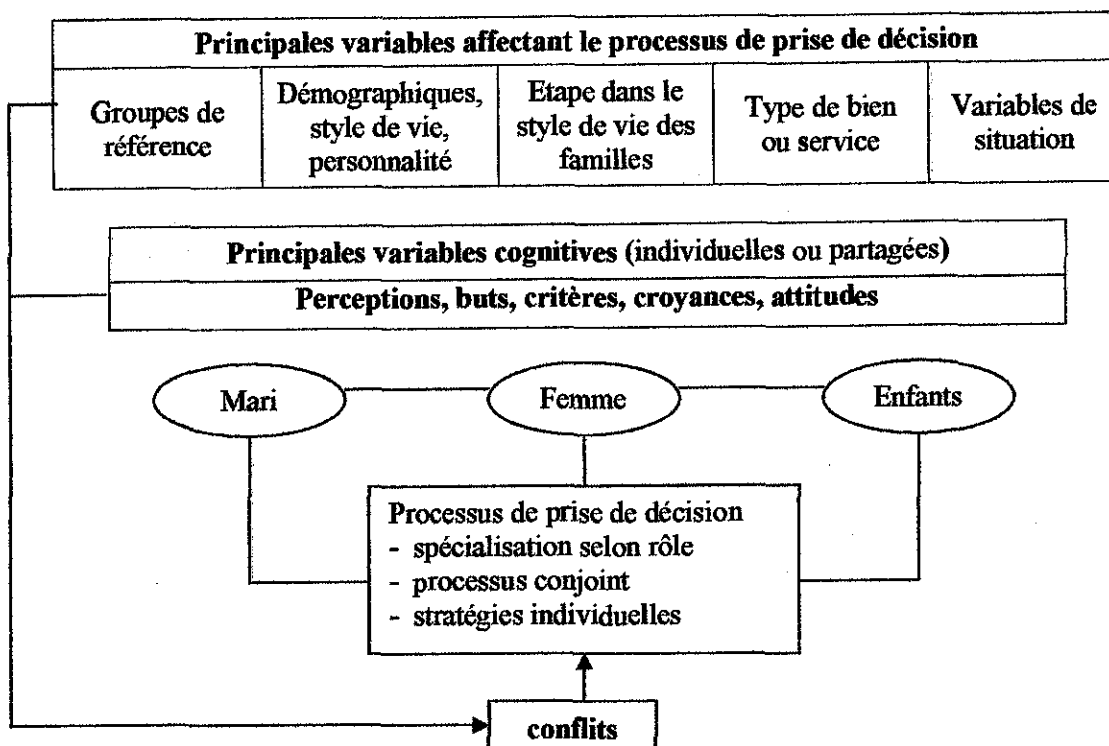 Principales variables affectant le processus de prise de décision
Groupes de
référence
Démographiques,
style de vie,
personnalité
Etape dans le
style de vie des
familles
Type de bien
ou service
Variables de
situation
Principales variables cognitives (individuelles ou partagées)
Perceptions, buts, critères, croyances, attitudes
Mari
Femme
Enfants
Processus de prise de décision
- spécialisation selon rôle
- processus conjoint
- stratégies individuelles
conflits